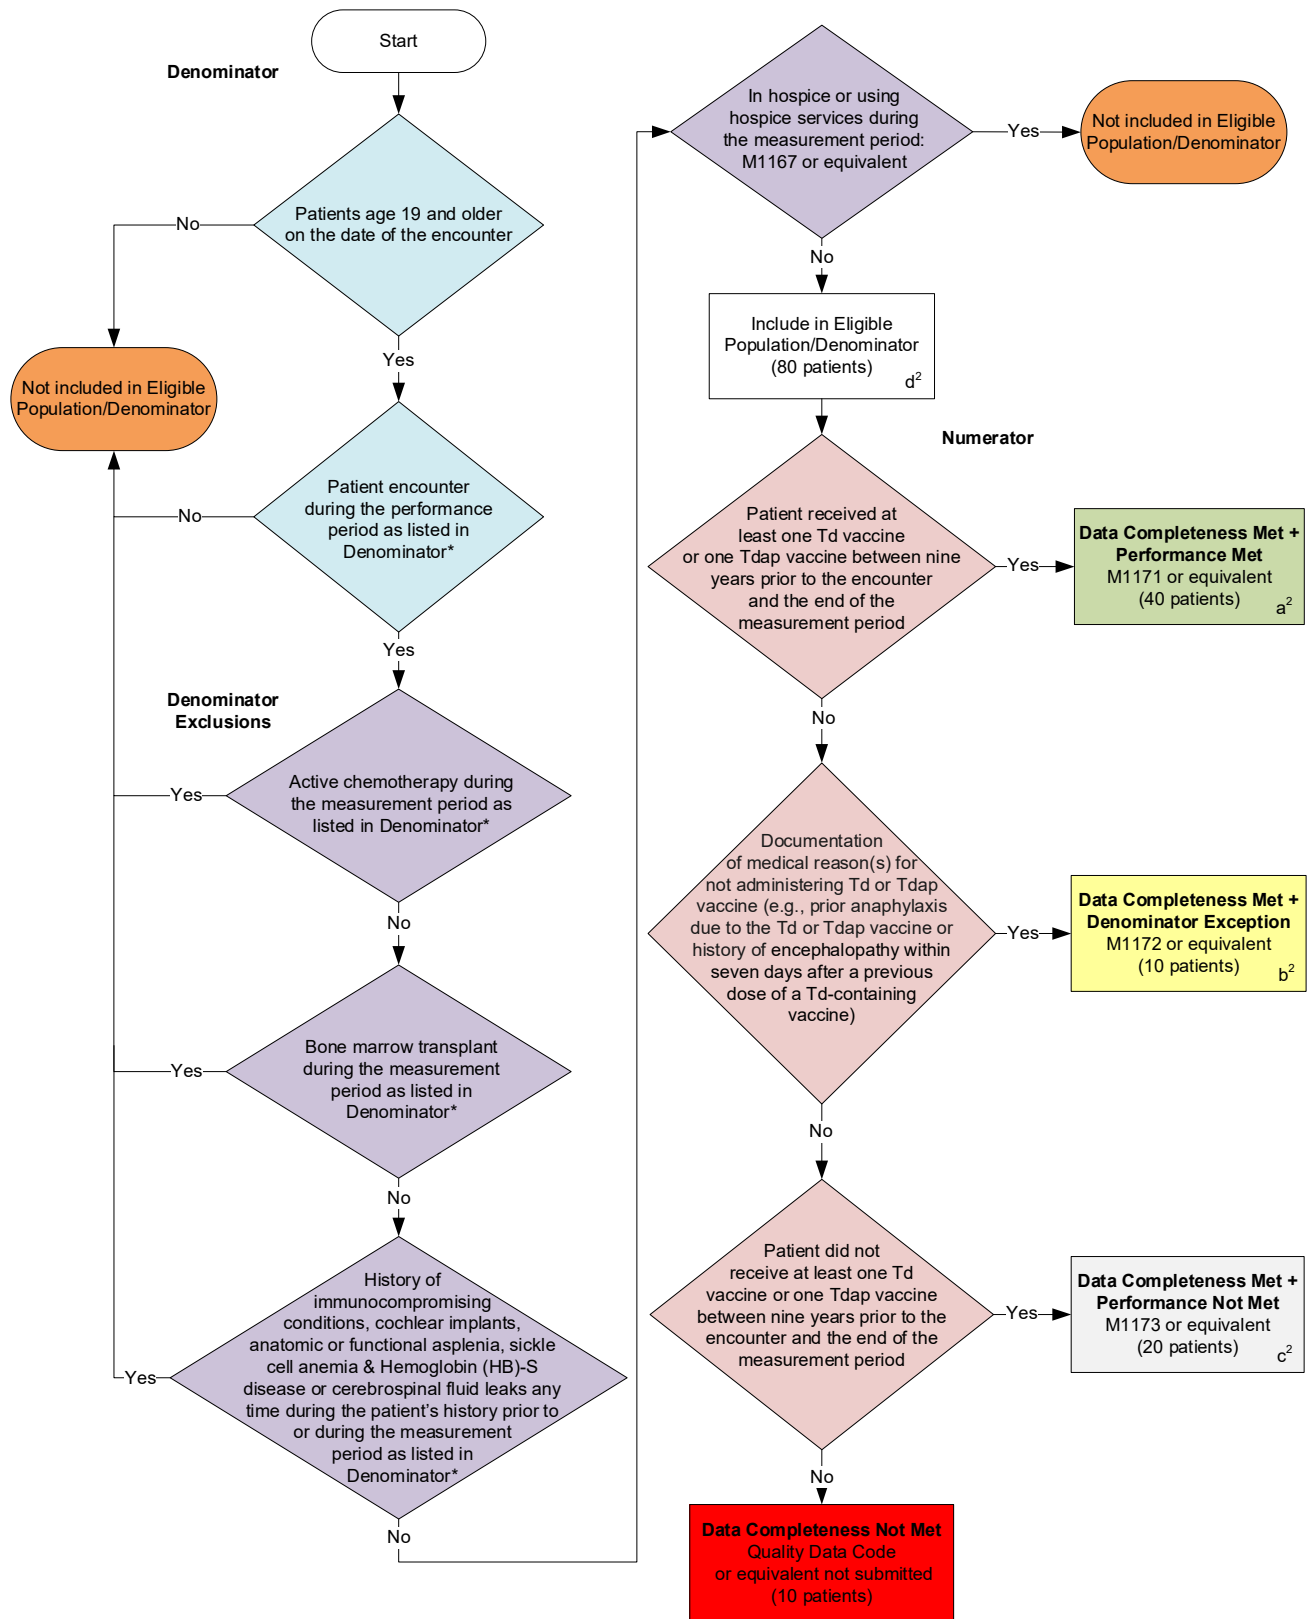 Start
Denominator
Patients age 19 and older
on the date of the encounter
No
Yes
Not included in Eligible
Population/Denominator
Patient encounter
during the performance
period as listed in
Denominator*
No
Yes
Denominator
Exclusions
Active chemotherapy during
the measurement period as
listed in Denominator*
Yes
No
Bone marrow transplant
during the measurement
period as listed in
Denominator*
Yes
No
History of
immunocompromising
conditions, cochlear implants,
anatomic or functional asplenia, sickle
cell anemia & Hemoglobin (HB)-S
disease or cerebrospinal fluid leaks any
time during the patient’s history prior to
or during the measurement
period as listed in
Denominator*
Yes
No
In hospice or using
hospice services during
the measurement period:
M1167 or equivalent
Yes
Not included in Eligible
Population/Denominator
No
Include in Eligible
Population/Denominator
(80 patients)
d²
Numerator
Patient received at
least one Td vaccine
or one Tdap vaccine between nine
years prior to the encounter
and the end of the
measurement period
Yes
Data Completeness Met +
Performance Met
M1171 or equivalent
(40 patients)
a²
No
Documentation
of medical reason(s) for
not administering Td or Tdap
vaccine (e.g., prior anaphylaxis
due to the Td or Tdap vaccine or
history of encephalopathy within
seven days after a previous
dose of a Td-containing
vaccine)
Yes
Data Completeness Met +
Denominator Exception
M1172 or equivalent
(10 patients)
b²
No
Patient did not
receive at least one Td
vaccine or one Tdap vaccine
between nine years prior to the
encounter and the end of the
measurement period
Yes
Data Completeness Met +
Performance Not Met
M1173 or equivalent
(20 patients)
c²
No
Data Completeness Not Met
Quality Data Code
or equivalent not submitted
(10 patients)